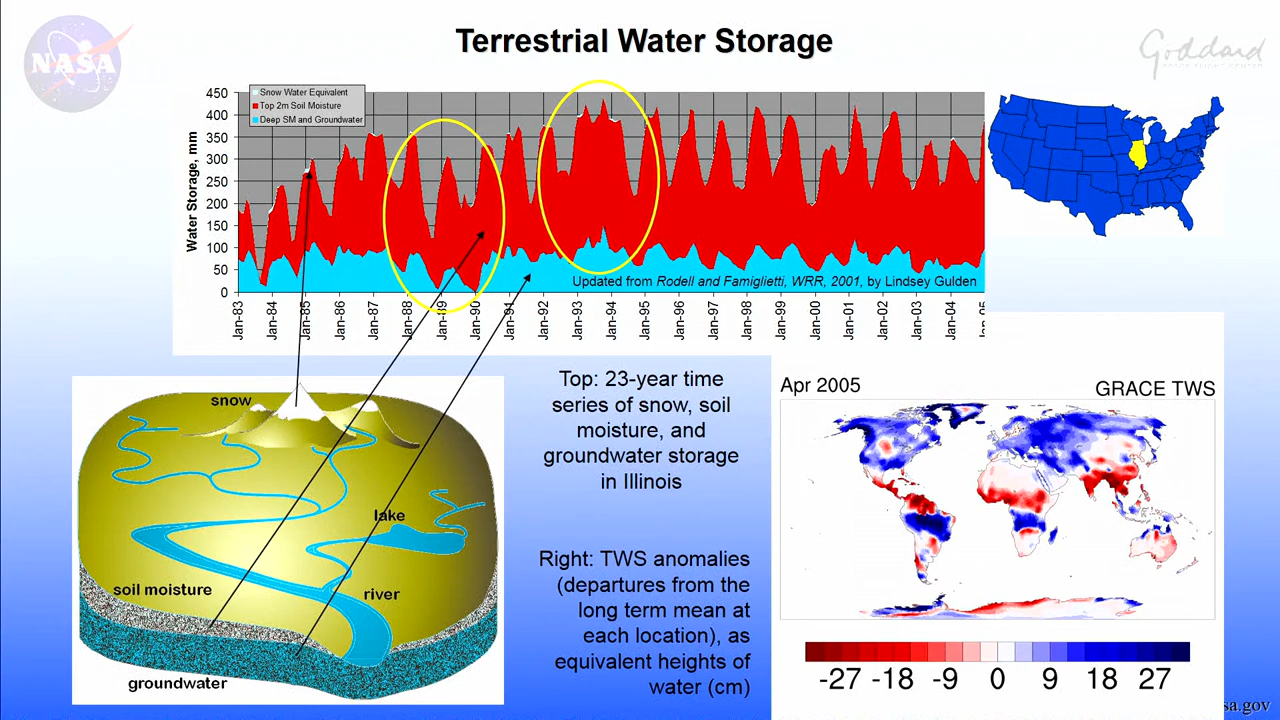 Terrestrial Water Storage
NASA
Goddard
SPACE FLIGHT CENTER
Snow Water Equivalent
Top 2m Soil Moisture
Deep SM and Groundwater
Water Storage, mm
450
400
350
300
250
200
150
100
50
0
Updated from Rodell and Famiglietti, WRR, 2001, by Lindsey Gulden
Jan-83
Jan-84
Jan-85
Jan-86
Jan-87
Jan-88
Jan-89
Jan-90
Jan-91
Jan-92
Jan-93
Jan-94
Jan-95
Jan-96
Jan-97
Jan-98
Jan-99
Jan-00
Jan-01
Jan-02
Jan-03
Jan-04
snow
lake
soil moisture
river
groundwater
Top: 23-year time
series of snow, soil
moisture, and
groundwater storage
in Illinois
Right: TWS anomalies
(departures from the
long term mean at
each location), as
equivalent heights of
water (cm)
Apr 2005 GRACE TWS
-27 -18 -9 0 9 18 27
sa.gov